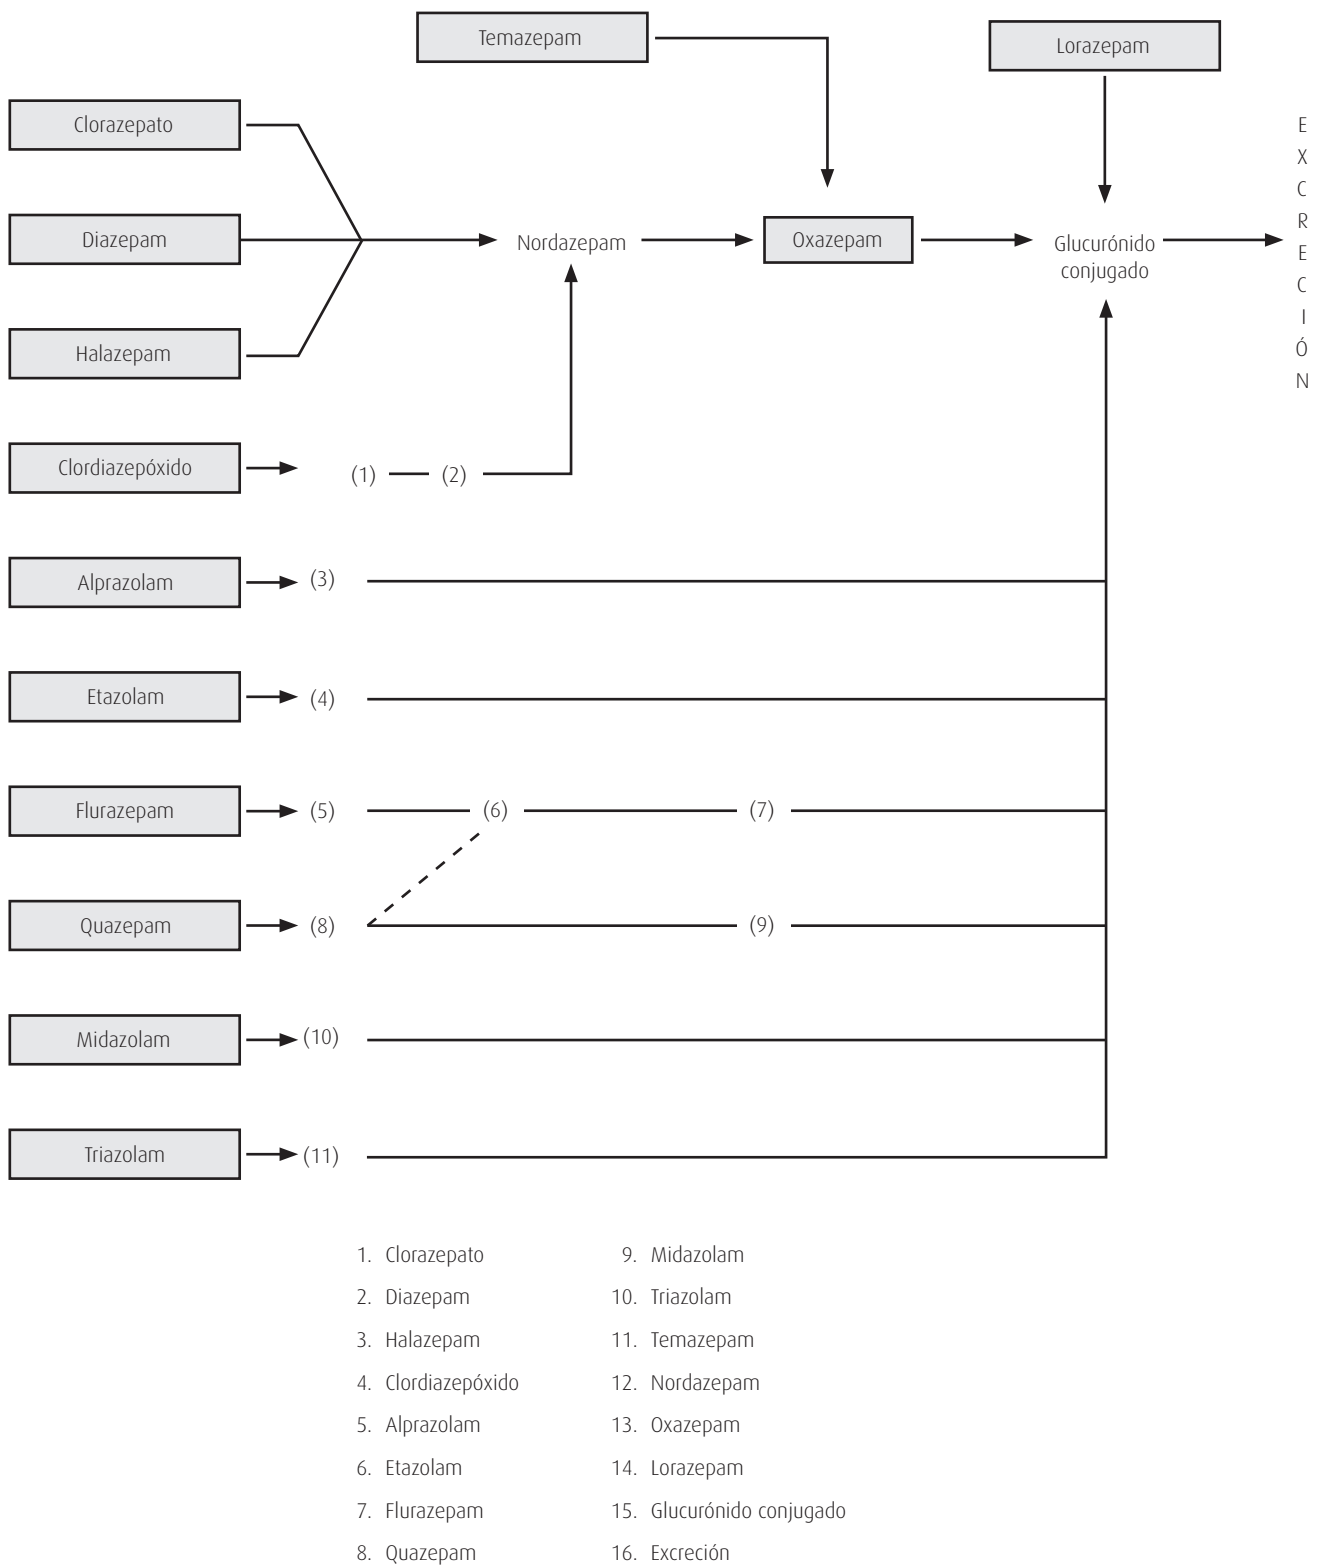 Temazepam
Lorazepam
Clorazepato
Diazepam
Halazepam
Nordazepam
Oxazepam
Glucurónido
conjugado
EXCRECIÓN
Clordiazepóxido
(1)
(2)
Alprazolam
(3)
Etazolam
(4)
Flurazepam
(5)
(6)
(7)
Quazepam
(8)
(9)
Midazolam
(10)
Triazolam
(11)
1. Clorazepato
2. Diazepam
3. Halazepam
4. Clordiazepóxido
5. Alprazolam
6. Etazolam
7. Flurazepam
8. Quazepam
9. Midazolam
10. Triazolam
11. Temazepam
12. Nordazepam
13. Oxazepam
14. Lorazepam
15. Glucurónido conjugado
16. Excreción